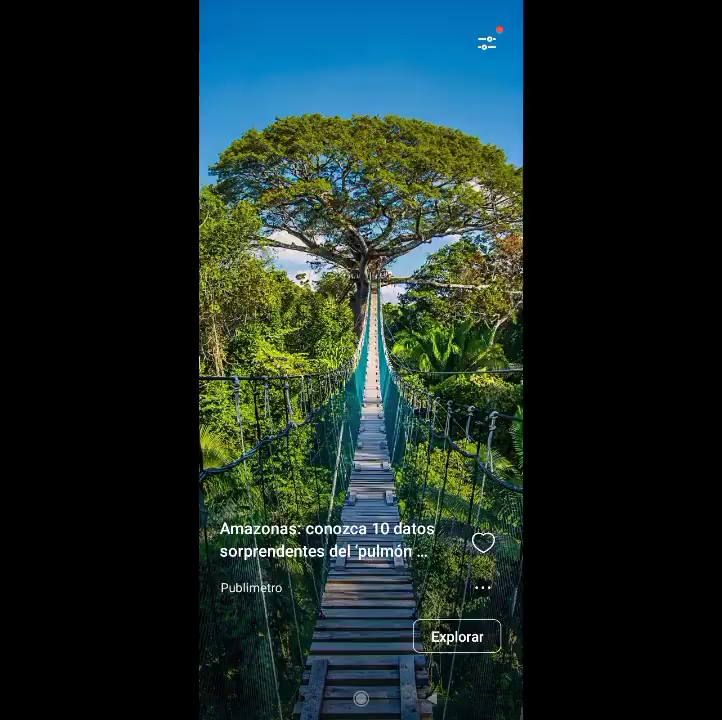 Amazonas: conozca 10 datos
sorprendentes del ‘pulmón ...
Publimetro
Explorar